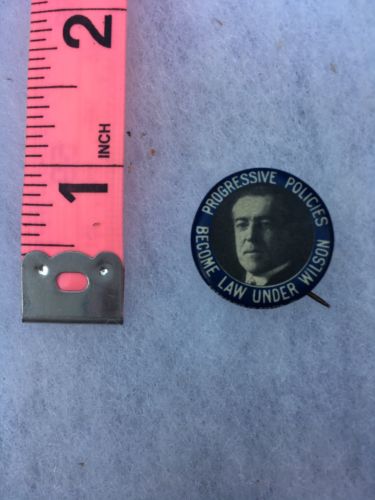 2
INCH
1
PROGRESSIVE POLICIES
BECOME LAW UNDER WILSON